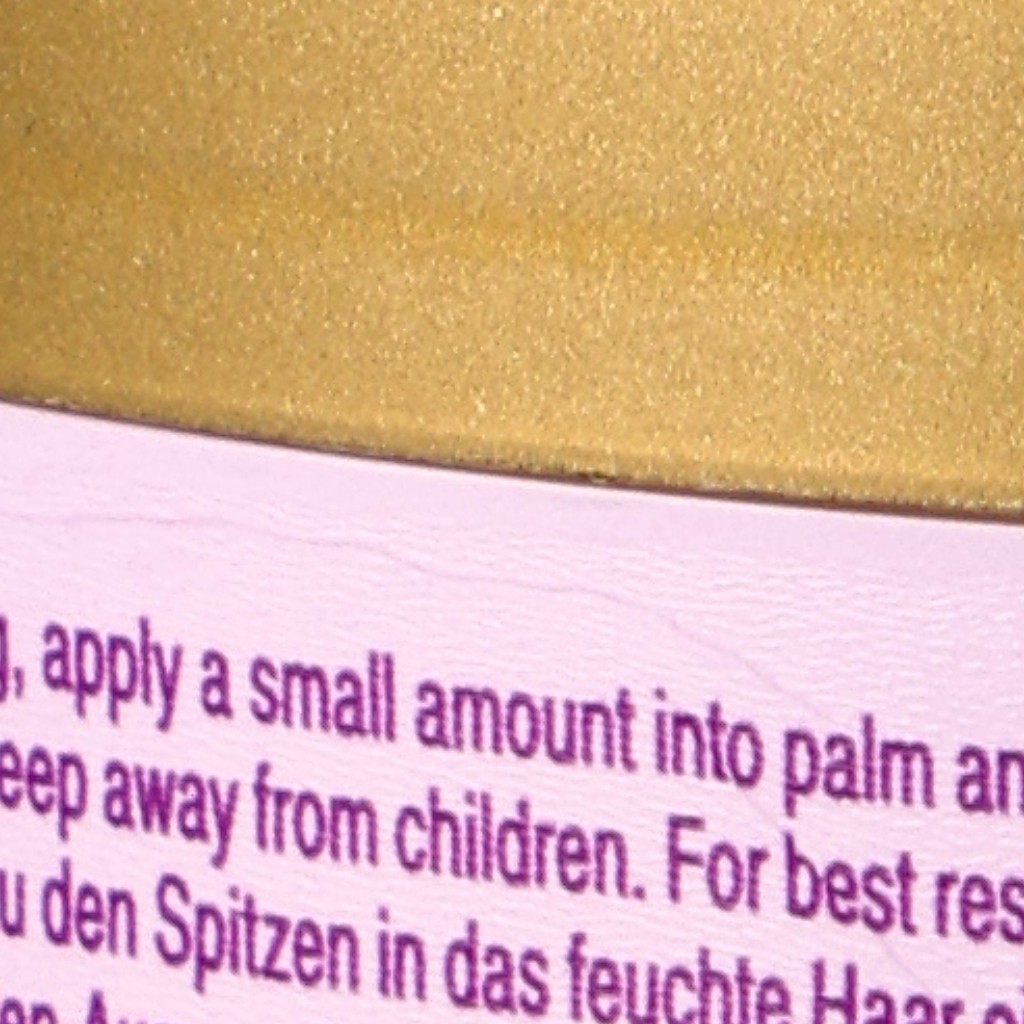 , apply a small amount into palm an
eep away from children. For best res
u den Spitzen in das feuchte Haar